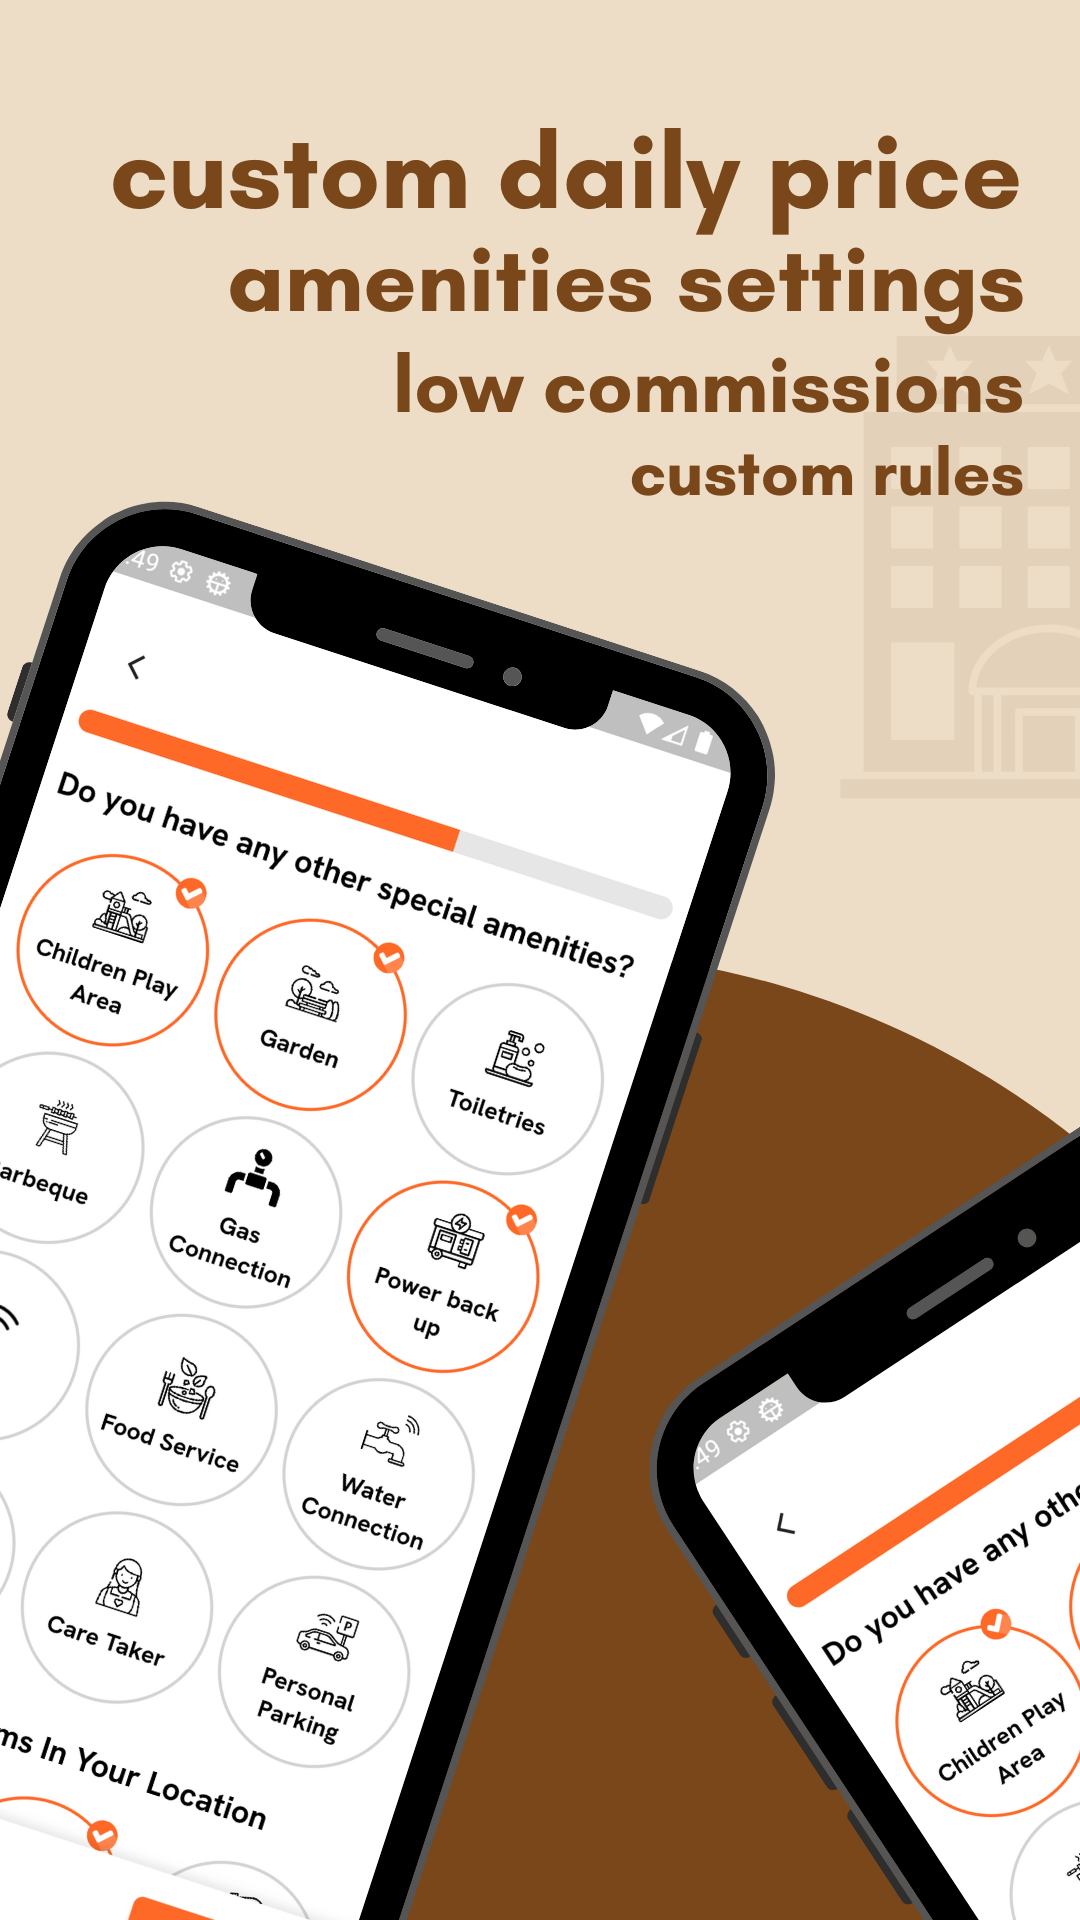 custom daily price
amenities settings
low commissions
custom rules
:49
Do you have any other special amenities?
Children Play
Area
Garden
Toiletries
arbeque
Gas
Connection
Power back
up
Food Service
Water
Connection
Care Taker
Personal
Parking
P
ms In Your Location
:49
Do you have any othe
Children Play
Area